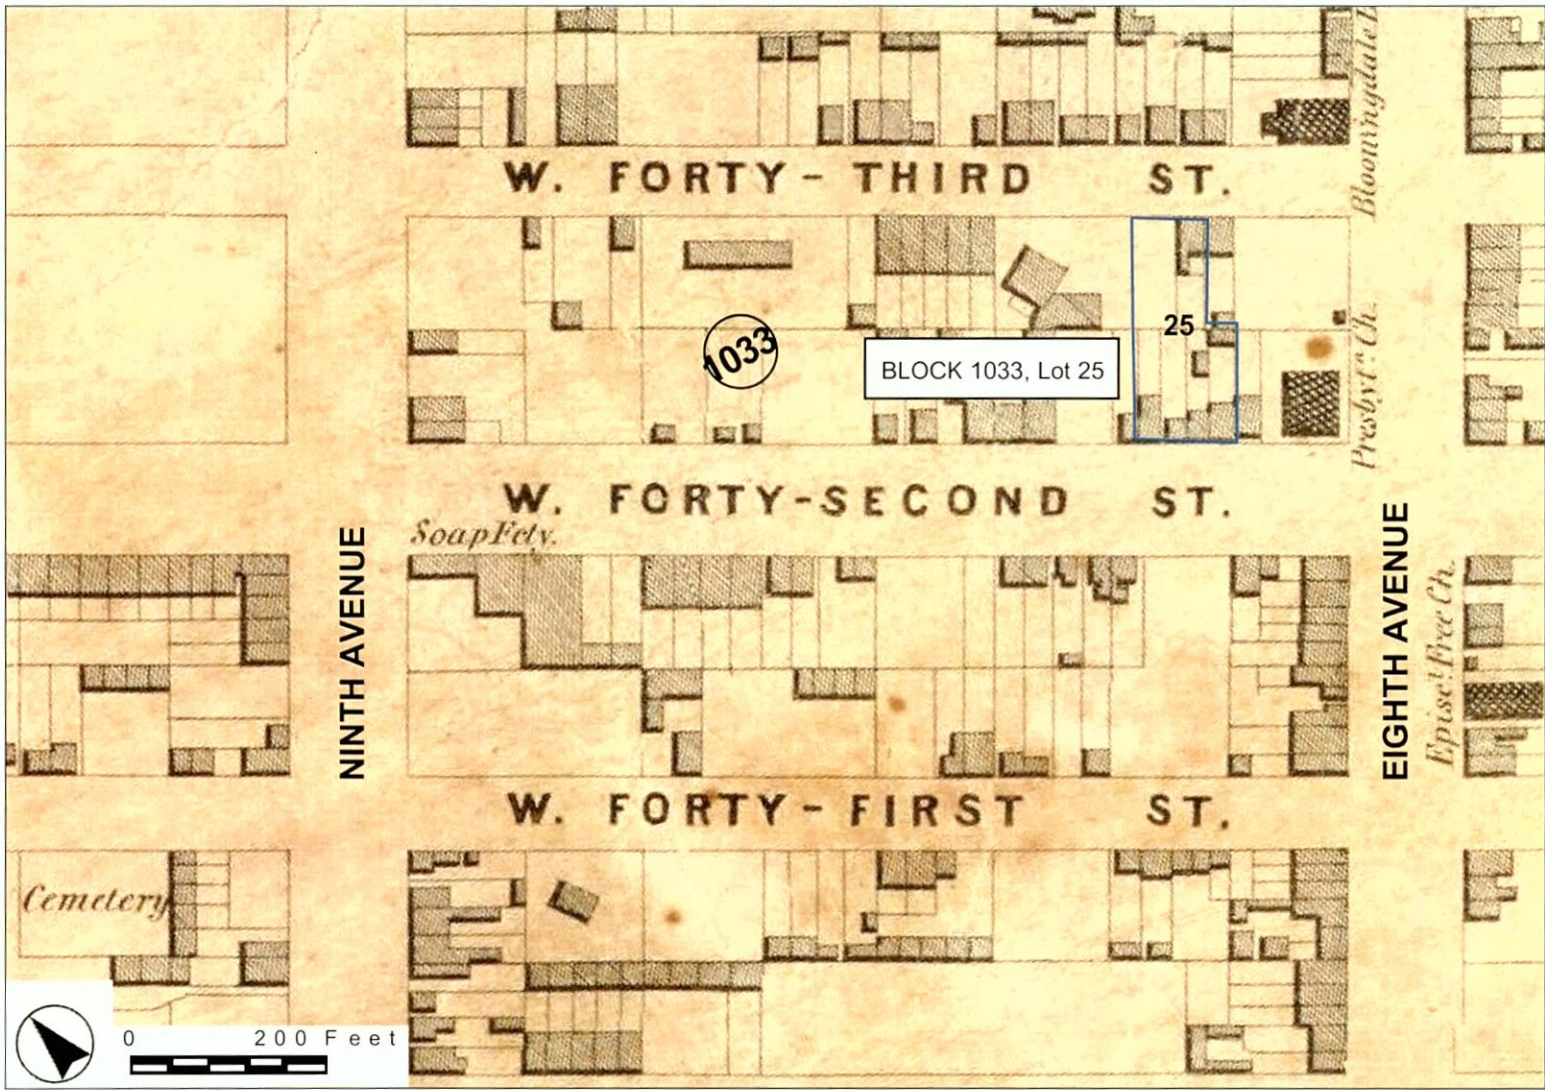 Bloomingdale
W. FORTY-THIRD ST.
25
1033
BLOCK 1033, Lot 25
Presbytn. Ch.
W. FORTY-SECOND ST.
Soap Fcty.
NINTH AVENUE
EIGHTH AVENUE
Episcl. Free Ch.
W. FORTY-FIRST ST.
Cemetery
0 200 Feet